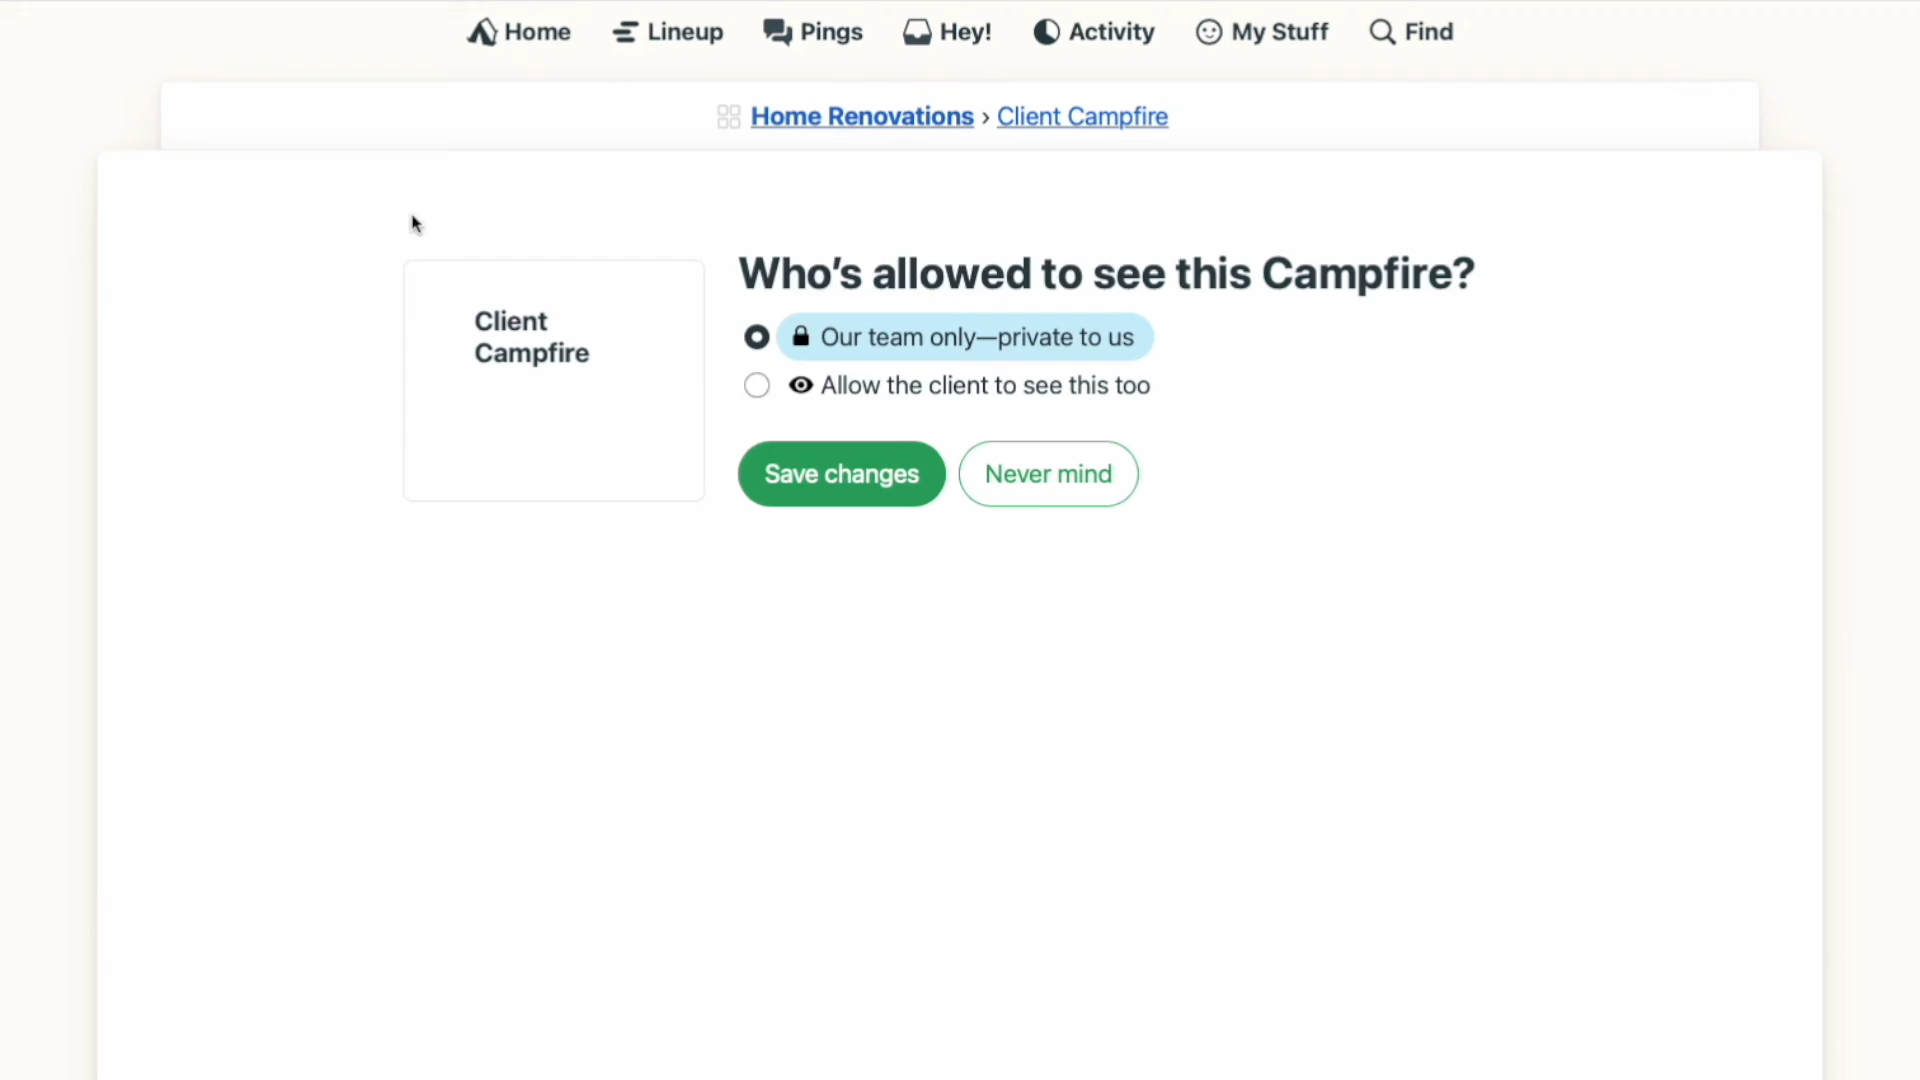 Home Lineup Pings Hey! Activity My Stuff Find
Home Renovations › Client Campfire
Client
Campfire
Who’s allowed to see this Campfire?
Our team only—private to us
Allow the client to see this too
Save changes Never mind